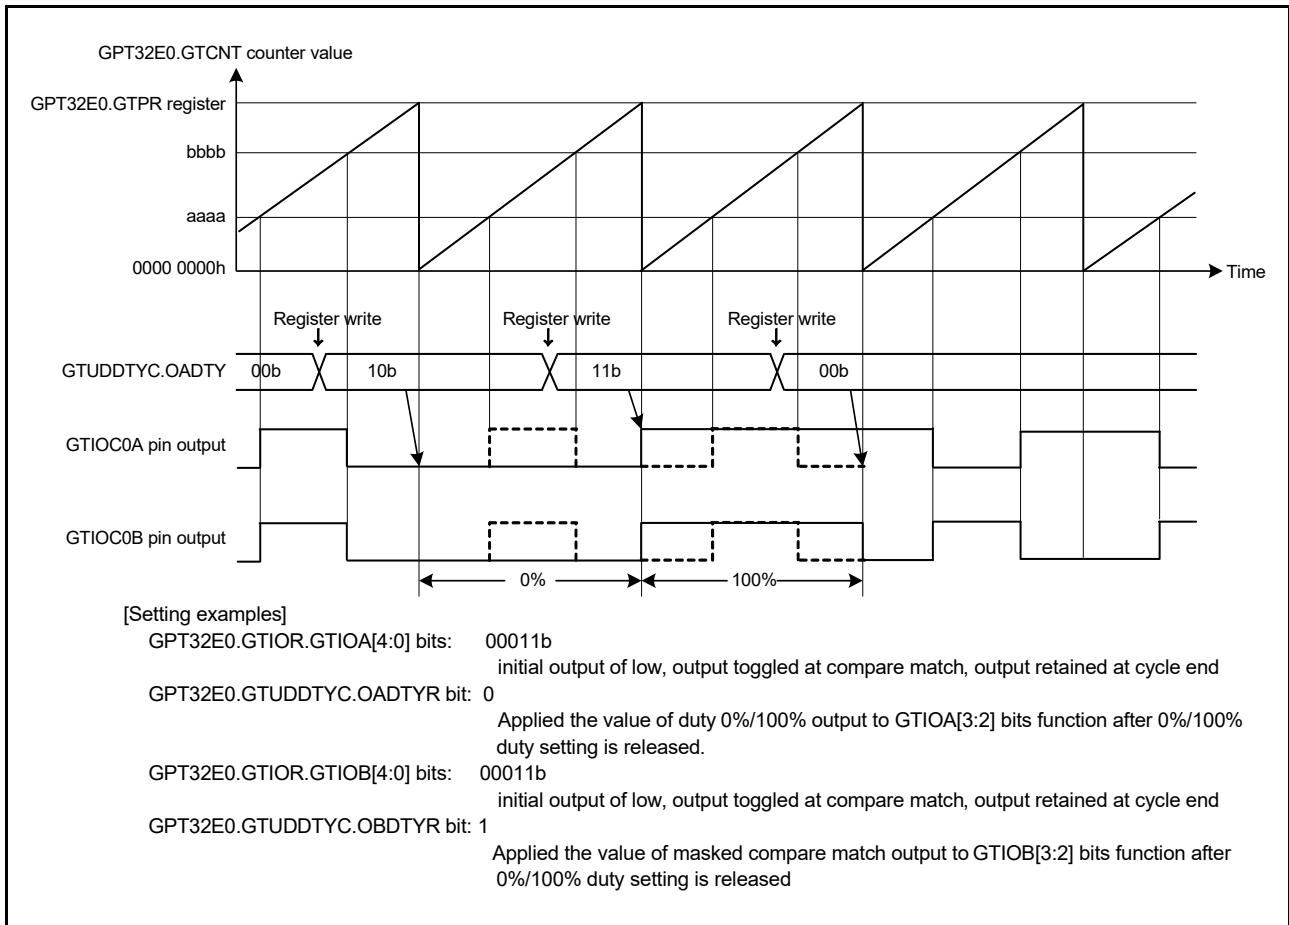 GPT32E0.GTCNT counter value
GPT32E0.GTPR register
bbbb
aaaa
0000 0000h
Time
Register write Register write Register write
GTUDDTYC.OADTY 00b 10b 11b 00b
GTIOC0A pin output
GTIOC0B pin output
0% 100%
[Setting examples]
GPT32E0.GTIOR.GTIOA[4:0] bits: 00011b
initial output of low, output toggled at compare match, output retained at cycle end
GPT32E0.GTUDDTYC.OADTYR bit: 0
Applied the value of duty 0%/100% output to GTIOA[3:2] bits function after 0%/100%
duty setting is released.
GPT32E0.GTIOR.GTIOB[4:0] bits: 00011b
initial output of low, output toggled at compare match, output retained at cycle end
GPT32E0.GTUDDTYC.OBDTYR bit: 1
Applied the value of masked compare match output to GTIOB[3:2] bits function after
0%/100% duty setting is released